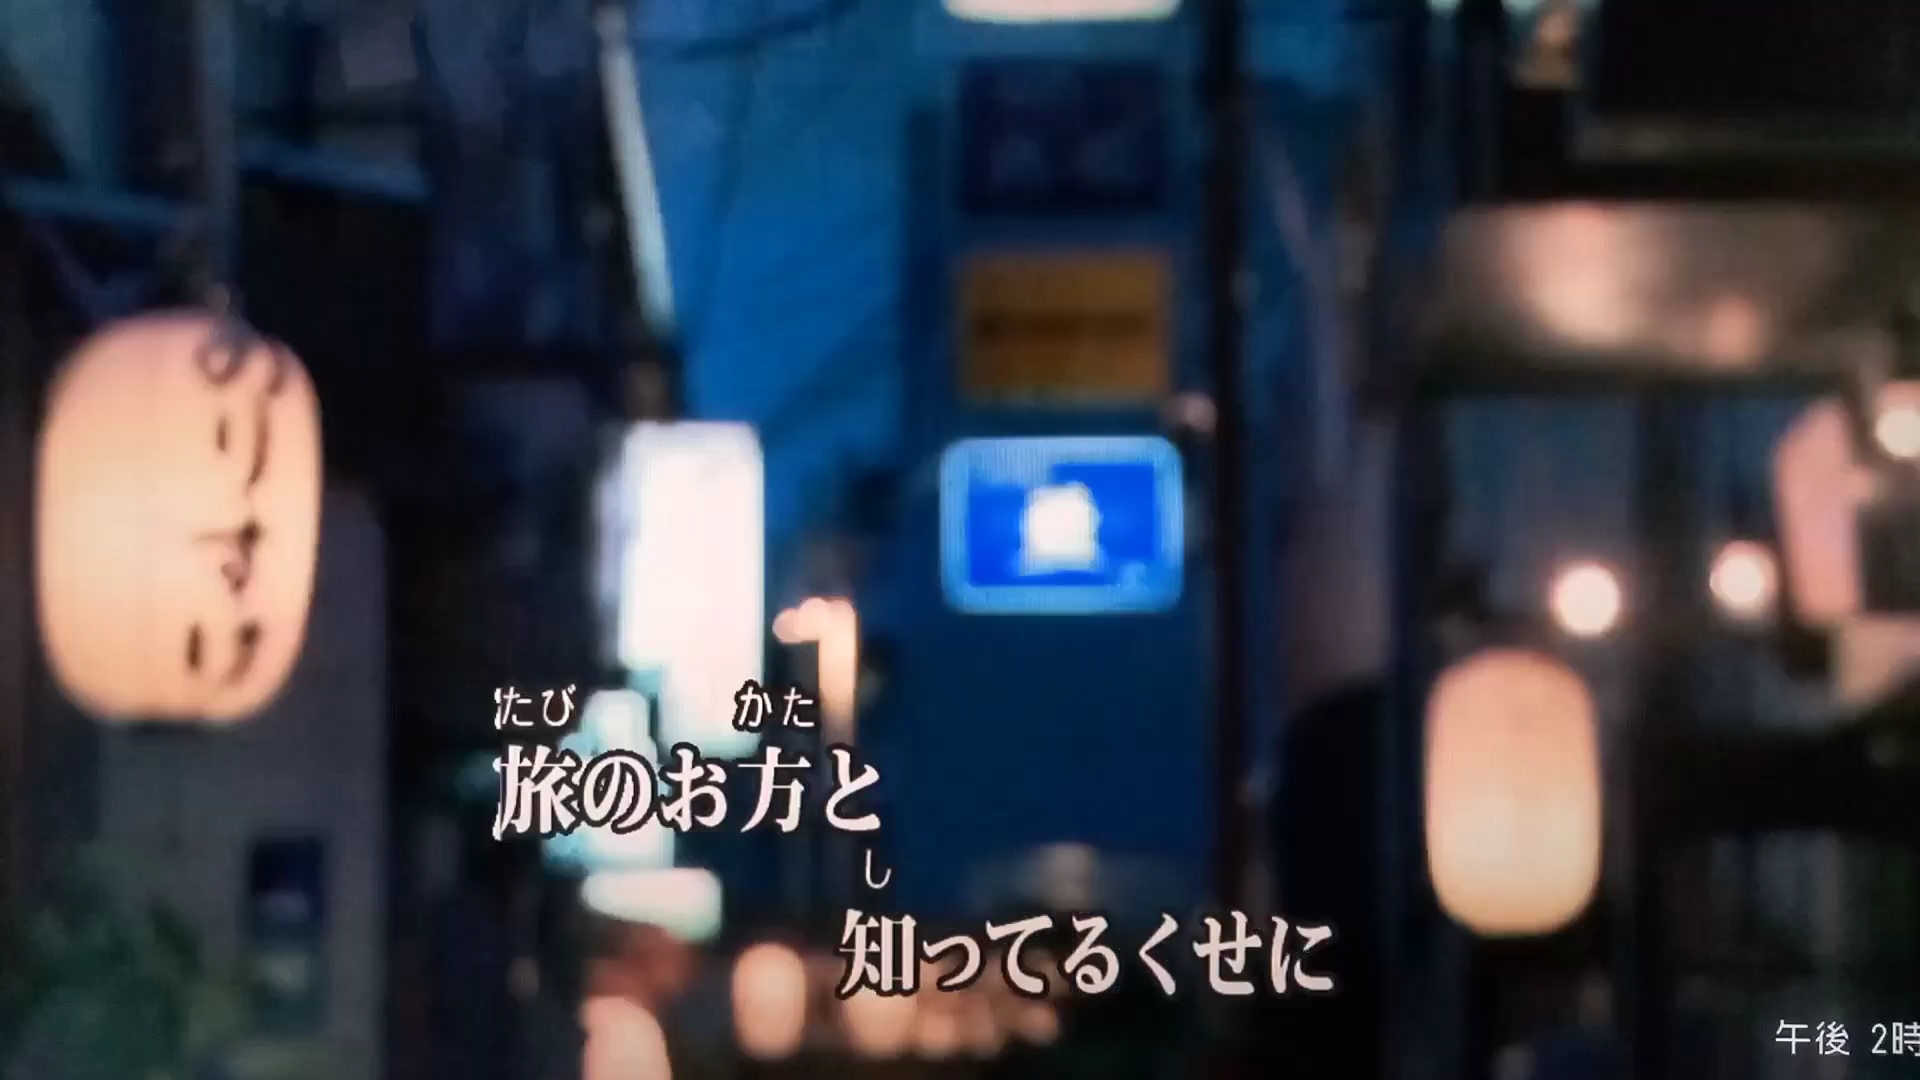 たび かた
旅のお方と
し
知ってるくせに
午後 2時